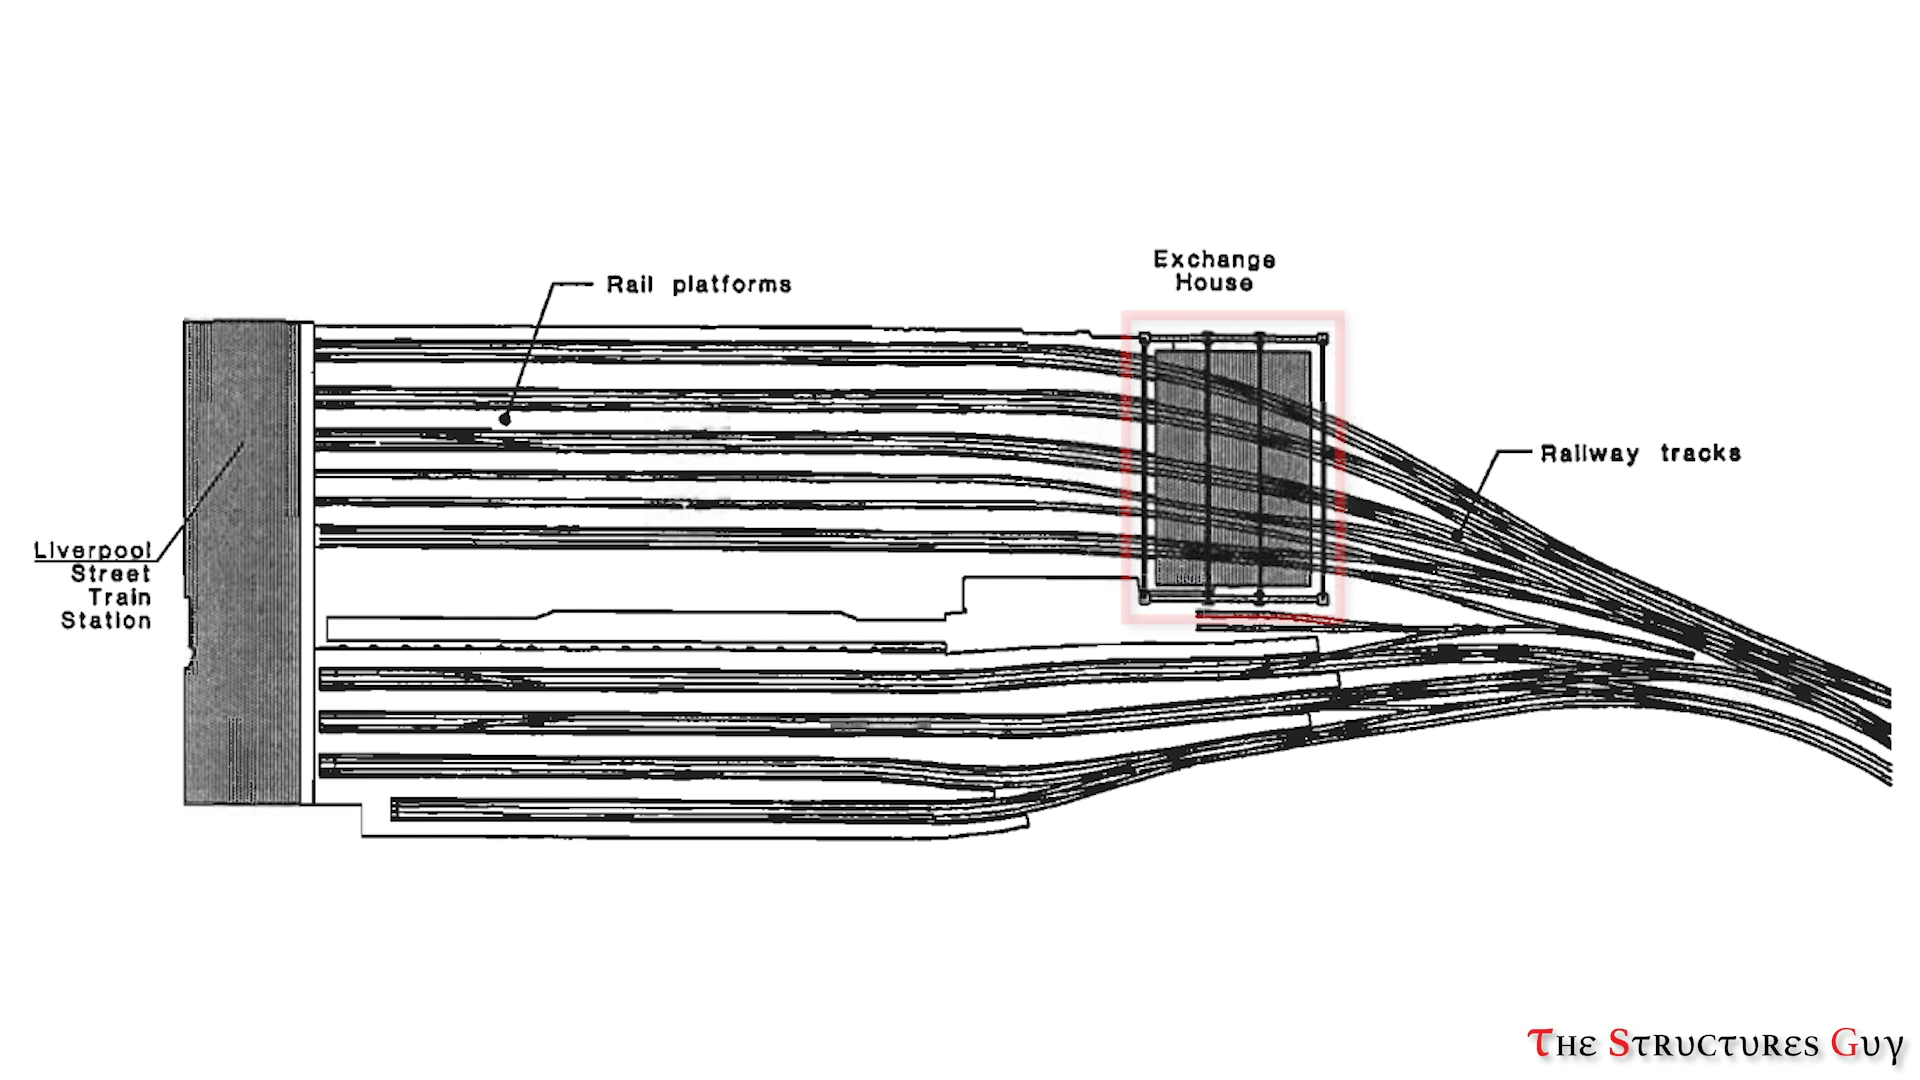 Exchange
House
Rail platforms
Railway tracks
Liverpool
Street
Train
Station
The Structures Guy